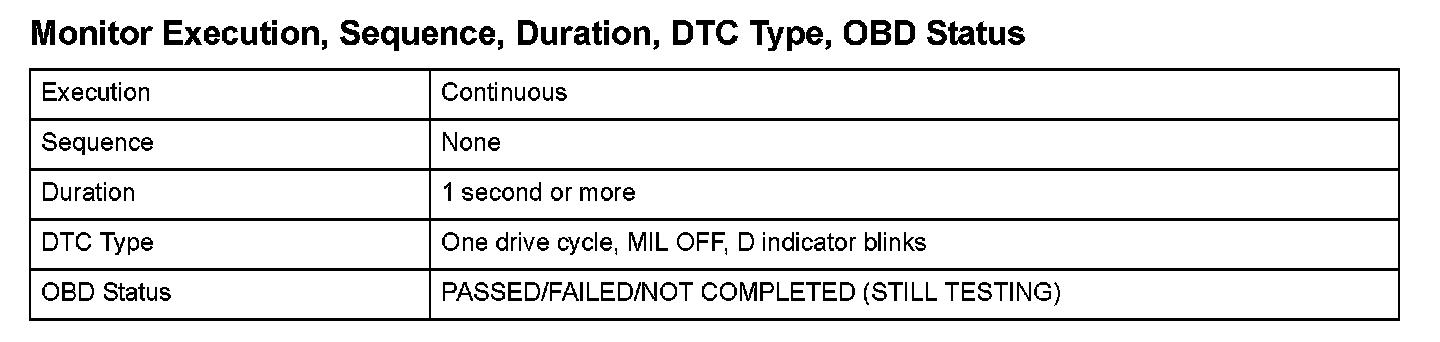 Monitor Execution, Sequence, Duration, DTC Type, OBD Status
Execution Continuous
Sequence None
Duration 1 second or more
DTC Type One drive cycle, MIL OFF, D indicator blinks
OBD Status PASSED/FAILED/NOT COMPLETED (STILL TESTING)